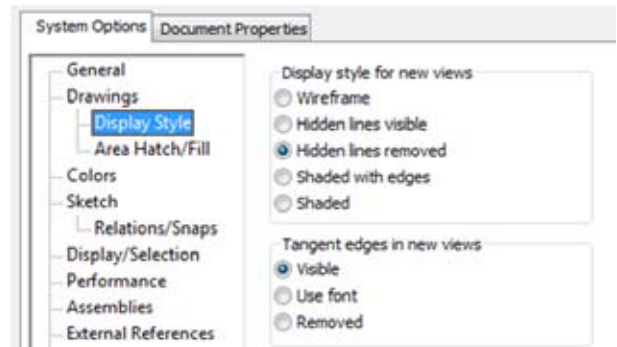 System Options Document Properties
General
Drawings
Display Style
Area Hatch/Fill
Colors
Sketch
Relations/Snaps
Display/Selection
Performance
Assemblies
External References
Display style for new views
Wireframe
Hidden lines visible
Hidden lines removed
Shaded with edges
Shaded
Tangent edges in new views
Visible
Use font
Removed